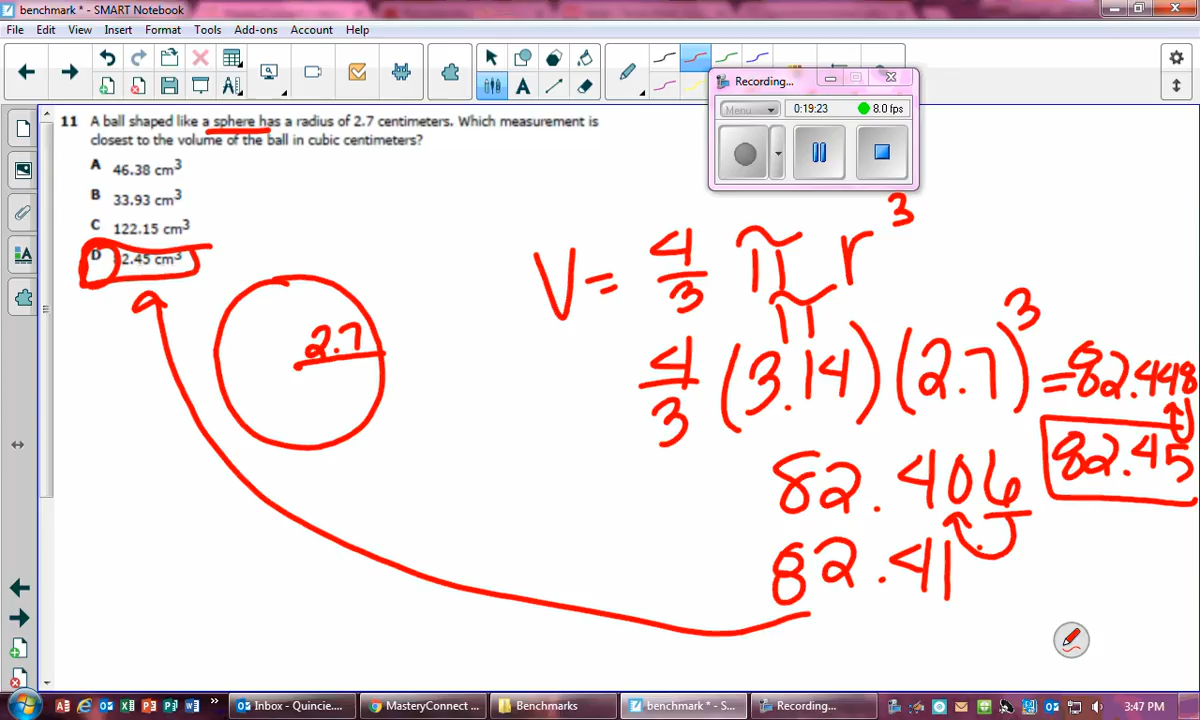 benchmark * - SMART Notebook
File Edit View Insert Format Tools Add-ons Account Help
Recording...
Menu 0:19:23 8.0 fps
11 A ball shaped like a sphere has a radius of 2.7 centimeters. Which measurement is
closest to the volume of the ball in cubic centimeters?
A 46.38 cm³
B 33.93 cm³
C 122.15 cm³
D 2.45 cm³
V = 4/3 π r³
2.7
π
4/3 (3.14) (2.7)³ = 82.448
82.45
82.406
82.41
Inbox - Quincie.... MasteryConnect ... Benchmarks benchmark * - S... Recording... 3:47 PM